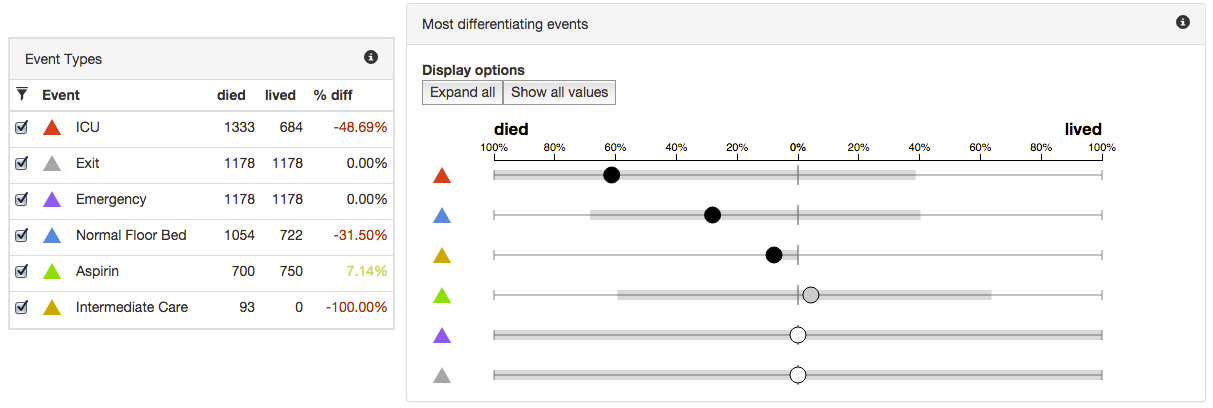 Event Types
Event died lived % diff
ICU 1333 684 -48.69%
Exit 1178 1178 0.00%
Emergency 1178 1178 0.00%
Normal Floor Bed 1054 722 -31.50%
Aspirin 700 750 7.14%
Intermediate Care 93 0 -100.00%
Most differentiating events
Display options
Expand all Show all values
died lived
100% 80% 60% 40% 20% 0% 20% 40% 60% 80% 100%